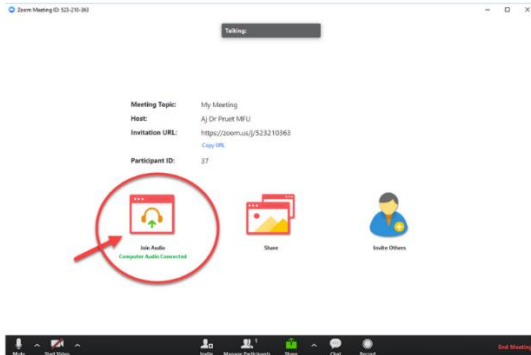 Zoom Meeting ID: 523-210-363
Talking:
Meeting Topic: My Meeting
Host: Aj Dr Pruet MFU
Invitation URL: https://zoom.us/j/523210363
Copy URL
Participant ID: 37
Join Audio
Computer Audio Connected
Share
Invite Others
1
Mute
Start Video
Invite
Manage Participants
Share
Chat
Record
End Meeting